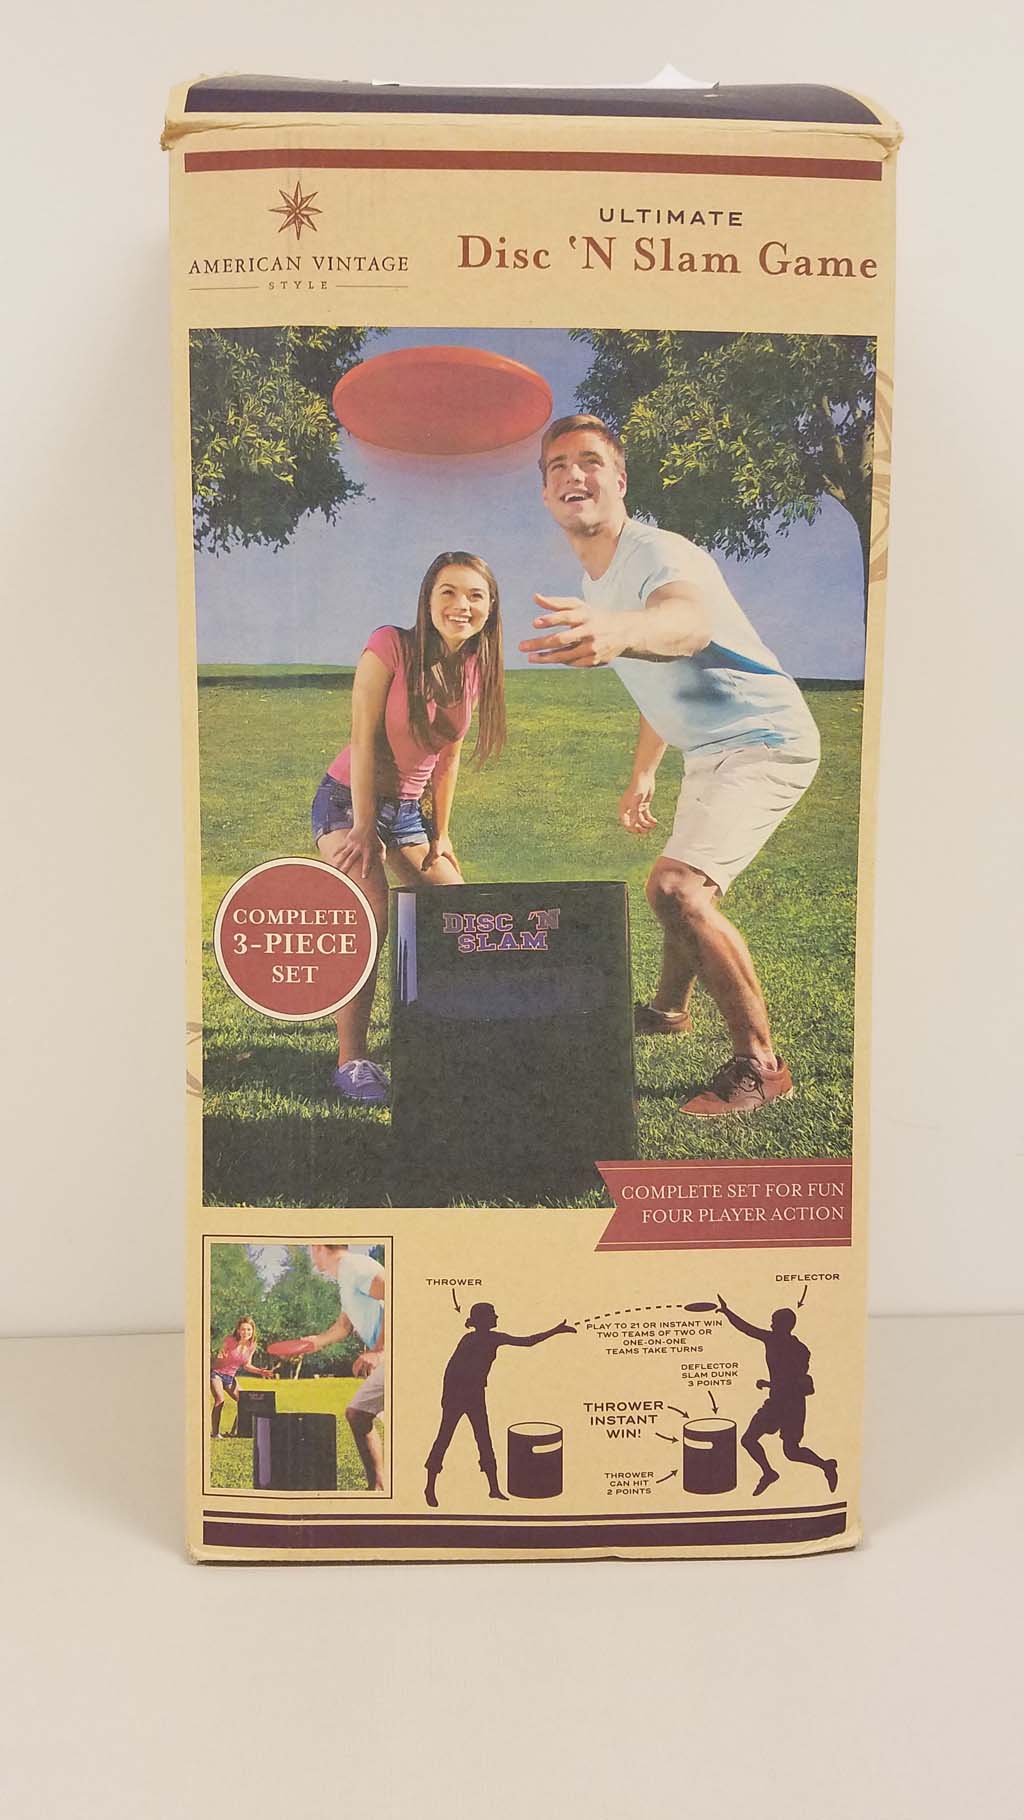 AMERICAN VINTAGE
STYLE
ULTIMATE
Disc 'N Slam Game
DISC 'N
SLAM
COMPLETE
3-PIECE
SET
COMPLETE SET FOR FUN
FOUR PLAYER ACTION
THROWER
DEFLECTOR
PLAY TO 21 OR INSTANT WIN
TWO TEAMS OF TWO OR
ONE-ON-ONE
TEAMS TAKE TURNS
DEFLECTOR
SLAM DUNK
3 POINTS
THROWER
INSTANT
WIN!
THROWER
CAN HIT
2 POINTS